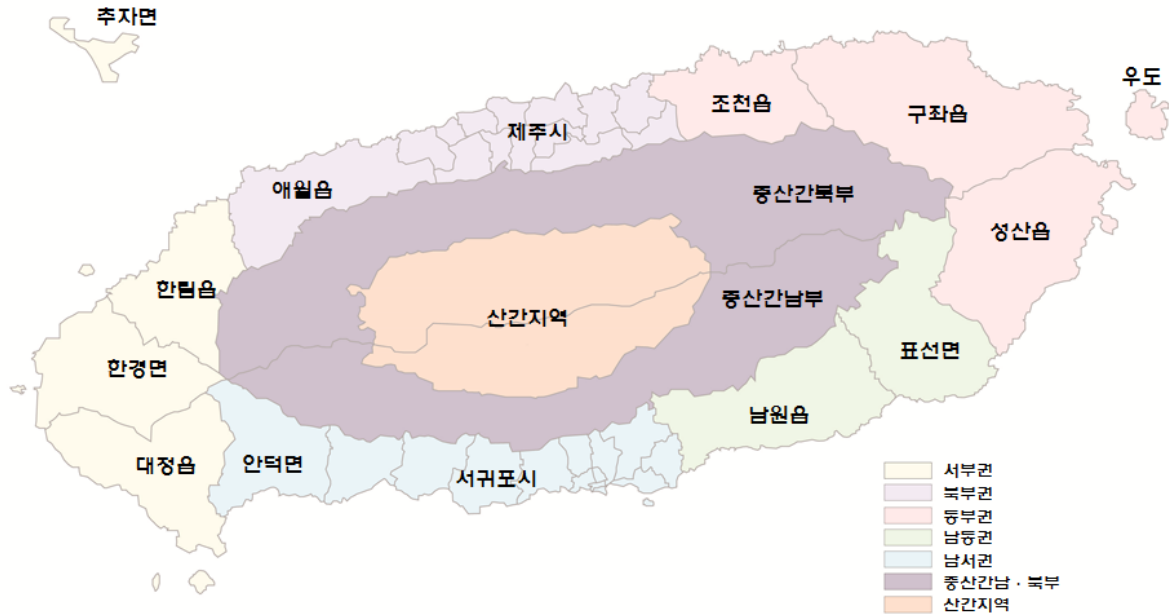 추자면
우도
조천읍
구좌읍
제주시
애월읍
중산간북부
성산읍
한림읍
중산간남부
산간지역
한경면
표선면
남원읍
대정읍
안덕면
서귀포시
서부권
북부권
동부권
남동권
남서권
중산간남 · 북부
산간지역